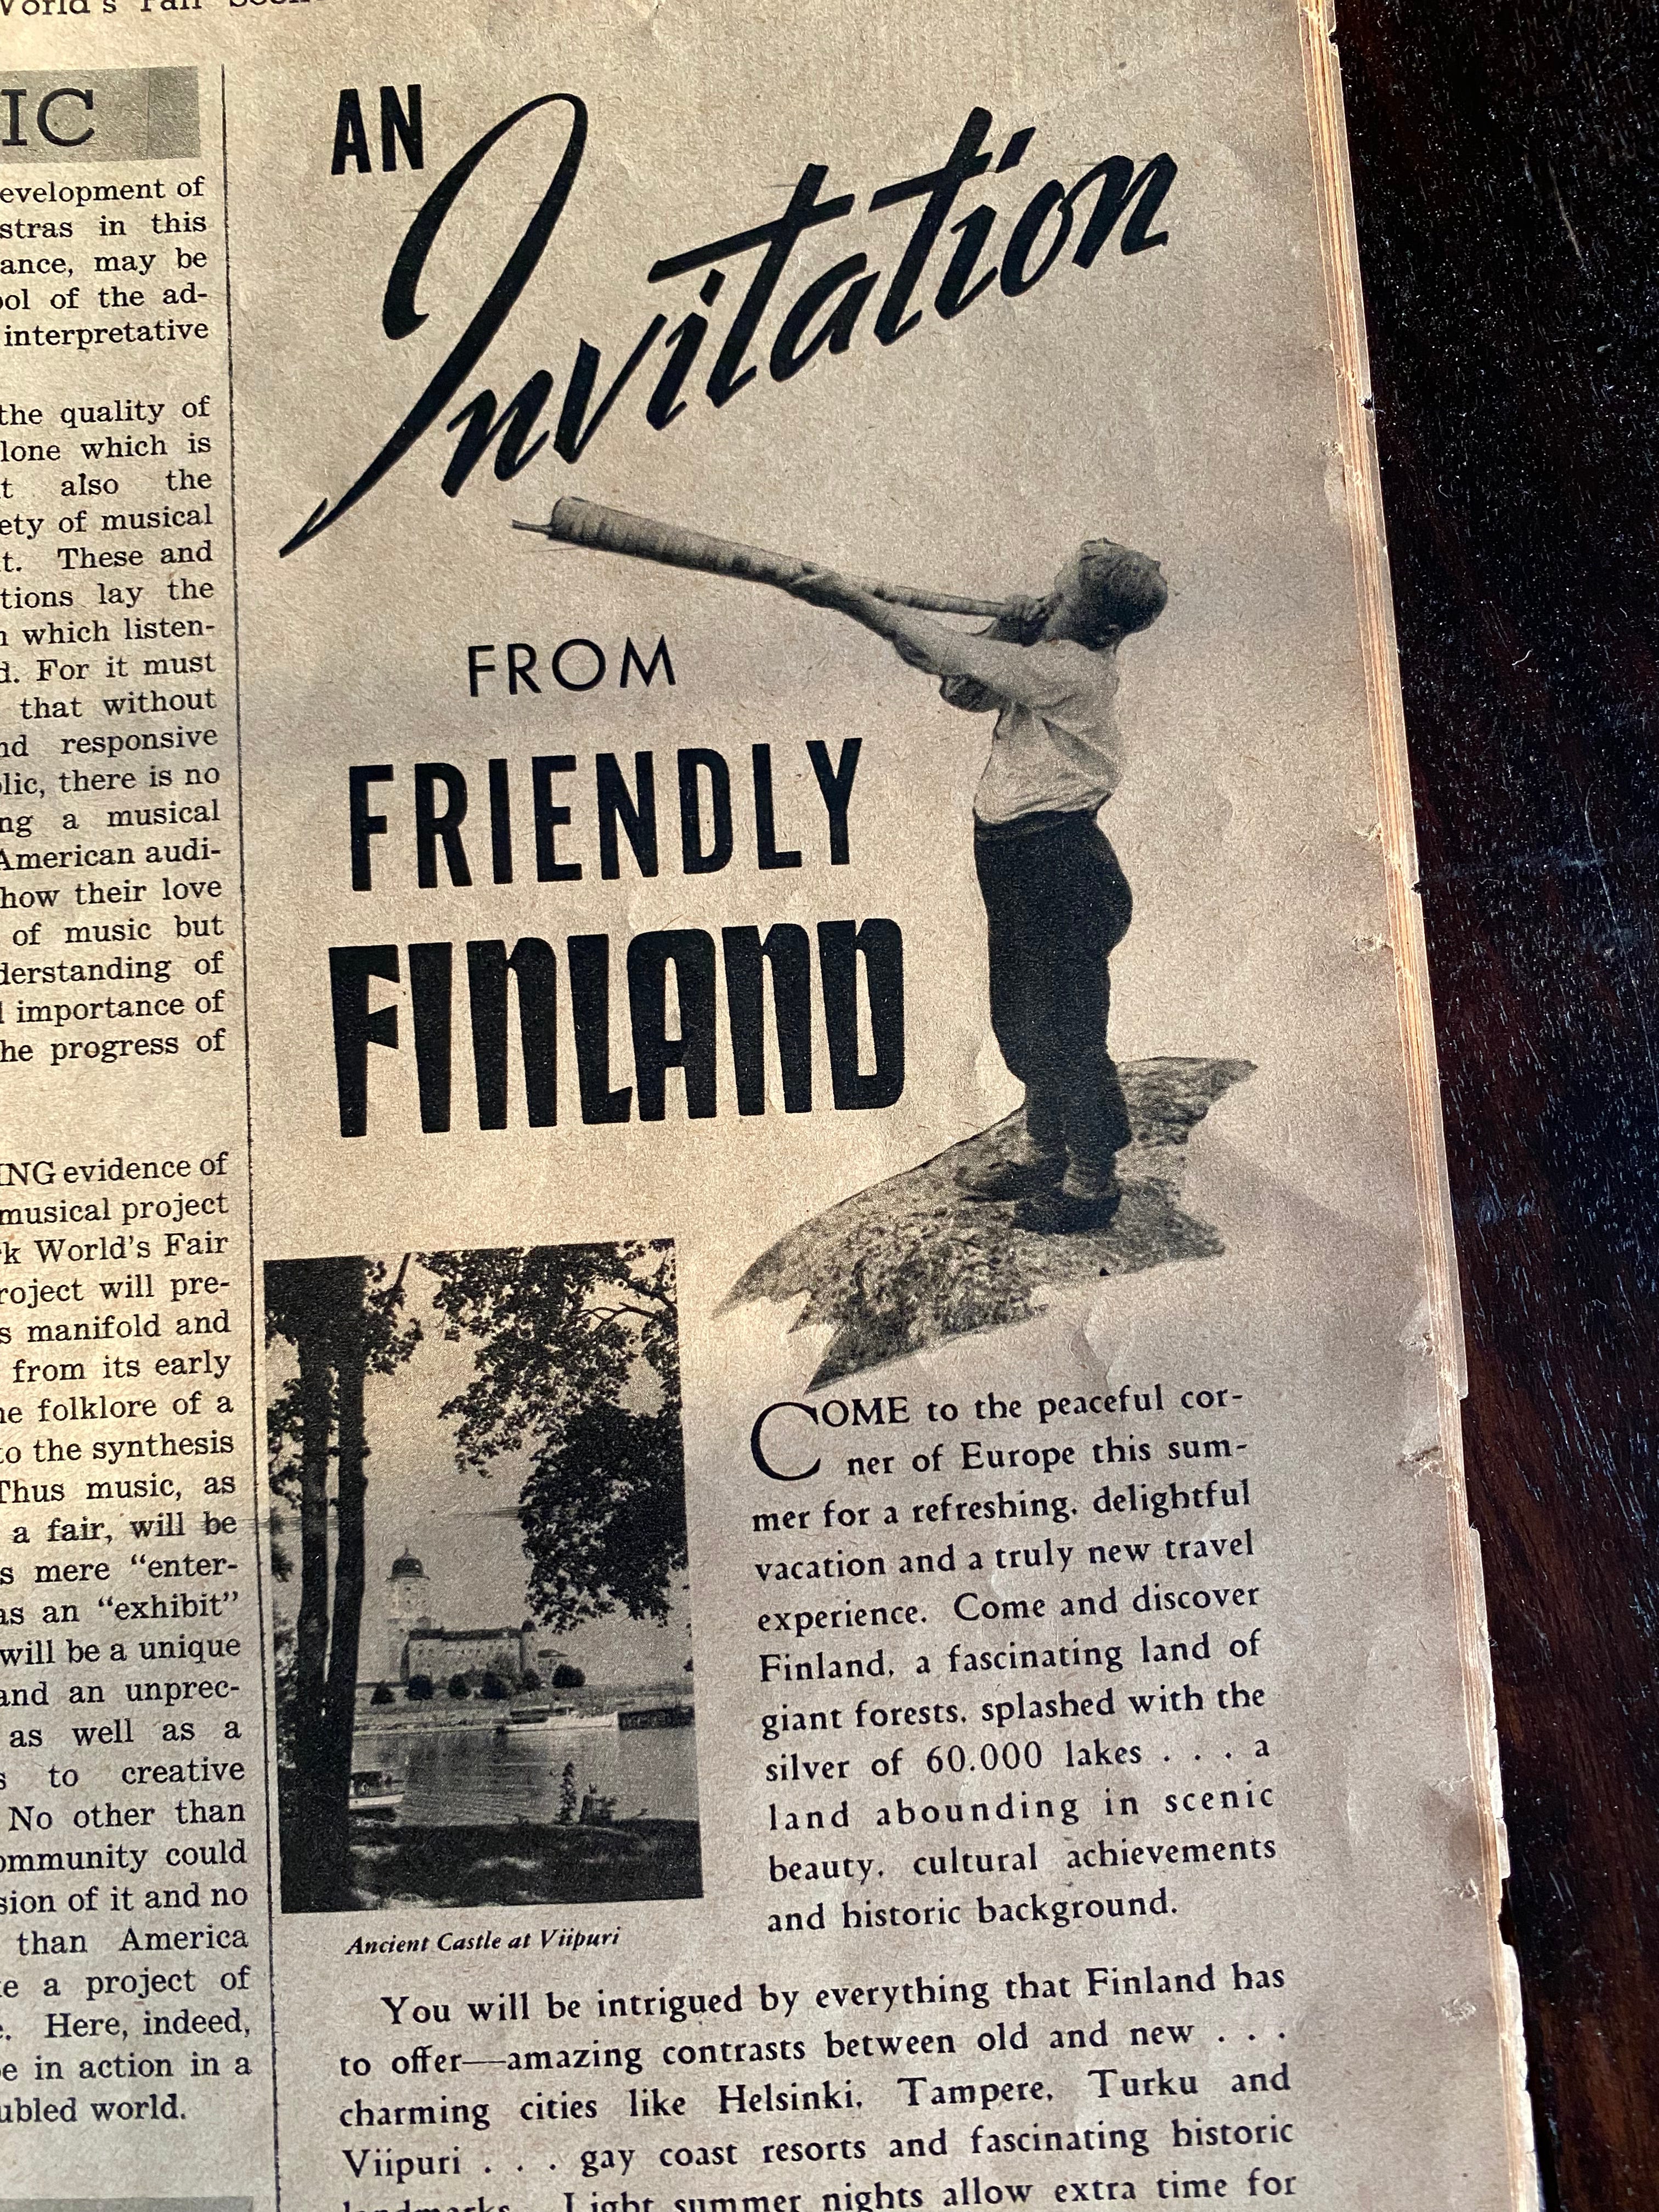 World's Fair
IC
evelopment of
stras in this
ance, may be
ool of the ad-
interpretative
the quality of
lone which is
t also the
ety of musical
t. These and
tions lay the
n which listen-
d. For it must
that without
nd responsive
lic, there is no
ng a musical
American audi-
how their love
of music but
derstanding of
l importance of
he progress of
ING evidence of
musical project
rk World's Fair
roject will pre-
s manifold and
from its early
he folklore of a
to the synthesis
Thus music, as
a fair, will be
s mere “enter-
as an “exhibit”
will be a unique
and an unprec-
as well as a
s to creative
No other than
ommunity could
sion of it and no
than America
e a project of
e. Here, indeed,
e in action in a
ubled world.
AN
Invitation
FROM
FRIENDLY
FINLAND
COME to the peaceful cor-
ner of Europe this sum-
mer for a refreshing, delightful
vacation and a truly new travel
experience. Come and discover
Finland, a fascinating land of
giant forests, splashed with the
silver of 60.000 lakes . . . a
land abounding in scenic
beauty, cultural achievements
and historic background.
Ancient Castle at Viipuri
You will be intrigued by everything that Finland has
to offer—amazing contrasts between old and new . . .
charming cities like Helsinki, Tampere, Turku and
Viipuri . . . gay coast resorts and fascinating historic
landmarks. Light summer nights allow extra time for